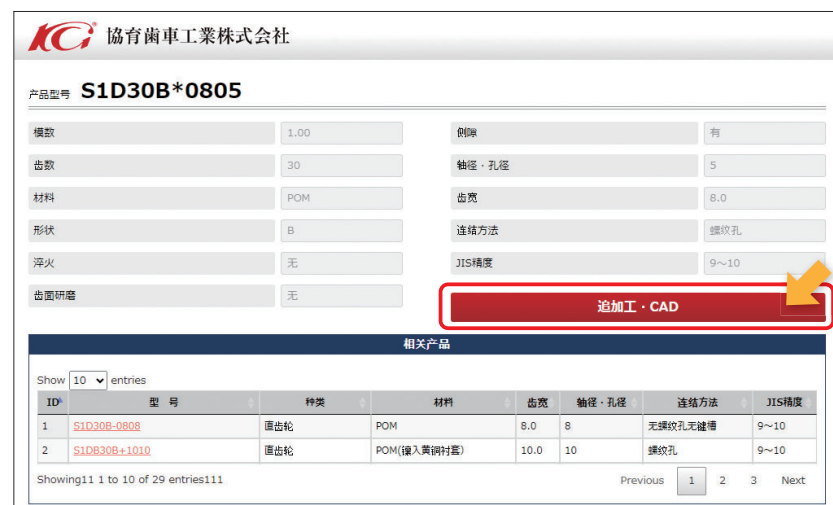 KG 協育歯車工業株式会社
产品型号 S1D30B*0805
模数 1.00 侧隙 有
齿数 30 轴径・孔径 5
材料 POM 齿宽 8.0
形状 B 连结方法 螺纹孔
淬火 无 JIS精度 9～10
齿面研磨 无
追加工・CAD
相关产品
Show 10 entries
ID 型 号 种类 材料 齿宽 轴径・孔径 连结方法 JIS精度
1 S1D30B-0808 直齿轮 POM 8.0 8 无螺纹孔无键槽 9～10
2 S1DB30B+1010 直齿轮 POM(镶入黄铜衬套) 10.0 10 螺纹孔 9～10
Showing11 1 to 10 of 29 entries111 Previous 1 2 3 Next